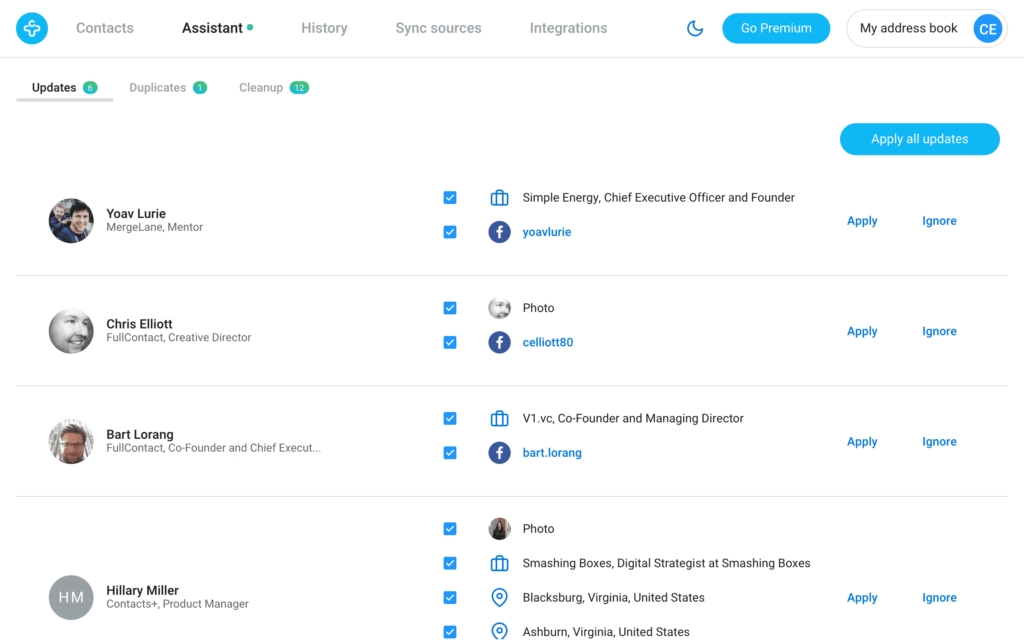 Contacts
Assistant
History
Sync sources
Integrations
Go Premium
My address book
CE
Updates 6
Duplicates 1
Cleanup 12
Apply all updates
Yoav Lurie
MergeLane, Mentor
Simple Energy, Chief Executive Officer and Founder
yoavlurie
Apply
Ignore
Chris Elliott
FullContact, Creative Director
Photo
celliott80
Apply
Ignore
Bart Lorang
FullContact, Co-Founder and Chief Execut...
V1.vc, Co-Founder and Managing Director
bart.lorang
Apply
Ignore
HM
Hillary Miller
Contacts+, Product Manager
Photo
Smashing Boxes, Digital Strategist at Smashing Boxes
Blacksburg, Virginia, United States
Ashburn, Virginia, United States
Apply
Ignore